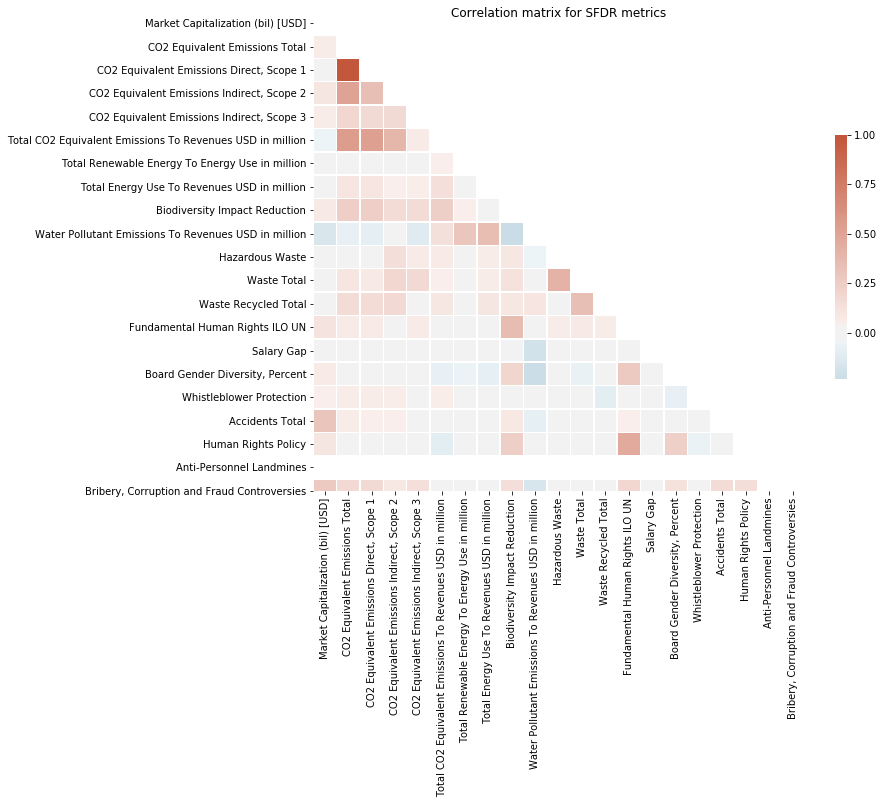 Correlation matrix for SFDR metrics
Market Capitalization (bil) [USD]
CO2 Equivalent Emissions Total
CO2 Equivalent Emissions Direct, Scope 1
CO2 Equivalent Emissions Indirect, Scope 2
CO2 Equivalent Emissions Indirect, Scope 3
Total CO2 Equivalent Emissions To Revenues USD in million
Total Renewable Energy To Energy Use in million
Total Energy Use To Revenues USD in million
Biodiversity Impact Reduction
Water Pollutant Emissions To Revenues USD in million
Hazardous Waste
Waste Total
Waste Recycled Total
Fundamental Human Rights ILO UN
Salary Gap
Board Gender Diversity, Percent
Whistleblower Protection
Accidents Total
Human Rights Policy
Anti-Personnel Landmines
Bribery, Corruption and Fraud Controversies
Market Capitalization (bil) [USD]
CO2 Equivalent Emissions Total
CO2 Equivalent Emissions Direct, Scope 1
CO2 Equivalent Emissions Indirect, Scope 2
CO2 Equivalent Emissions Indirect, Scope 3
Total CO2 Equivalent Emissions To Revenues USD in million
Total Renewable Energy To Energy Use in million
Total Energy Use To Revenues USD in million
Biodiversity Impact Reduction
Water Pollutant Emissions To Revenues USD in million
Hazardous Waste
Waste Total
Waste Recycled Total
Fundamental Human Rights ILO UN
Salary Gap
Board Gender Diversity, Percent
Whistleblower Protection
Accidents Total
Human Rights Policy
Anti-Personnel Landmines
Bribery, Corruption and Fraud Controversies
1.00
0.75
0.50
0.25
0.00